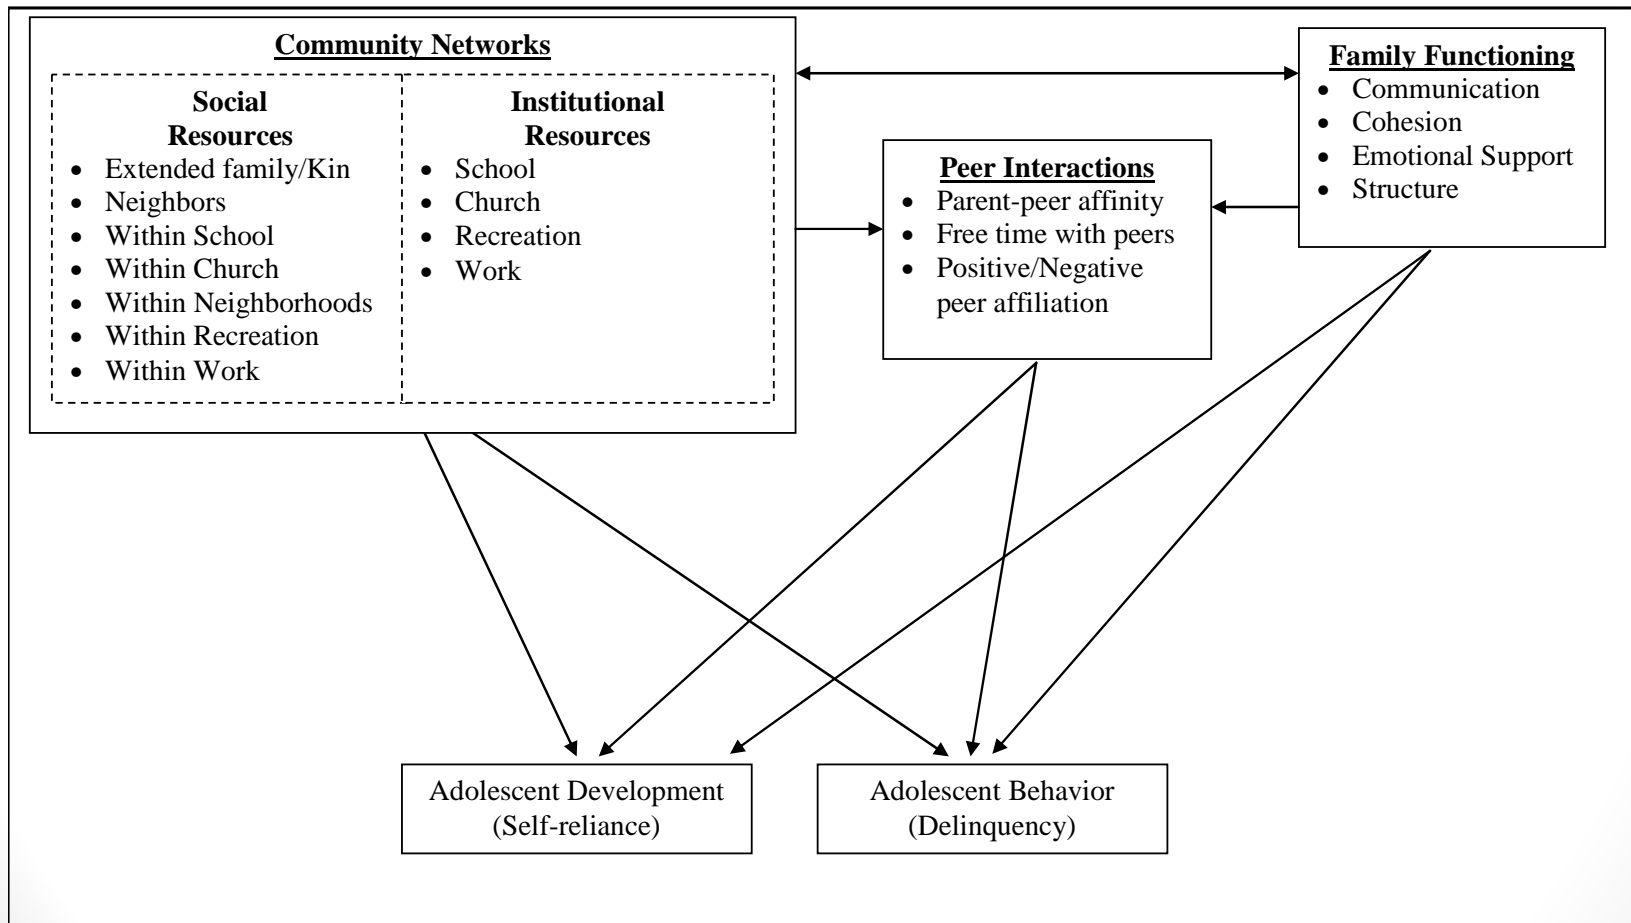 Community Networks
Social
Resources
• Extended family/Kin
• Neighbors
• Within School
• Within Church
• Within Neighborhoods
• Within Recreation
• Within Work
Institutional
Resources
• School
• Church
• Recreation
• Work
Peer Interactions
• Parent-peer affinity
• Free time with peers
• Positive/Negative
peer affiliation
Family Functioning
• Communication
• Cohesion
• Emotional Support
• Structure
Adolescent Development
(Self-reliance)
Adolescent Behavior
(Delinquency)